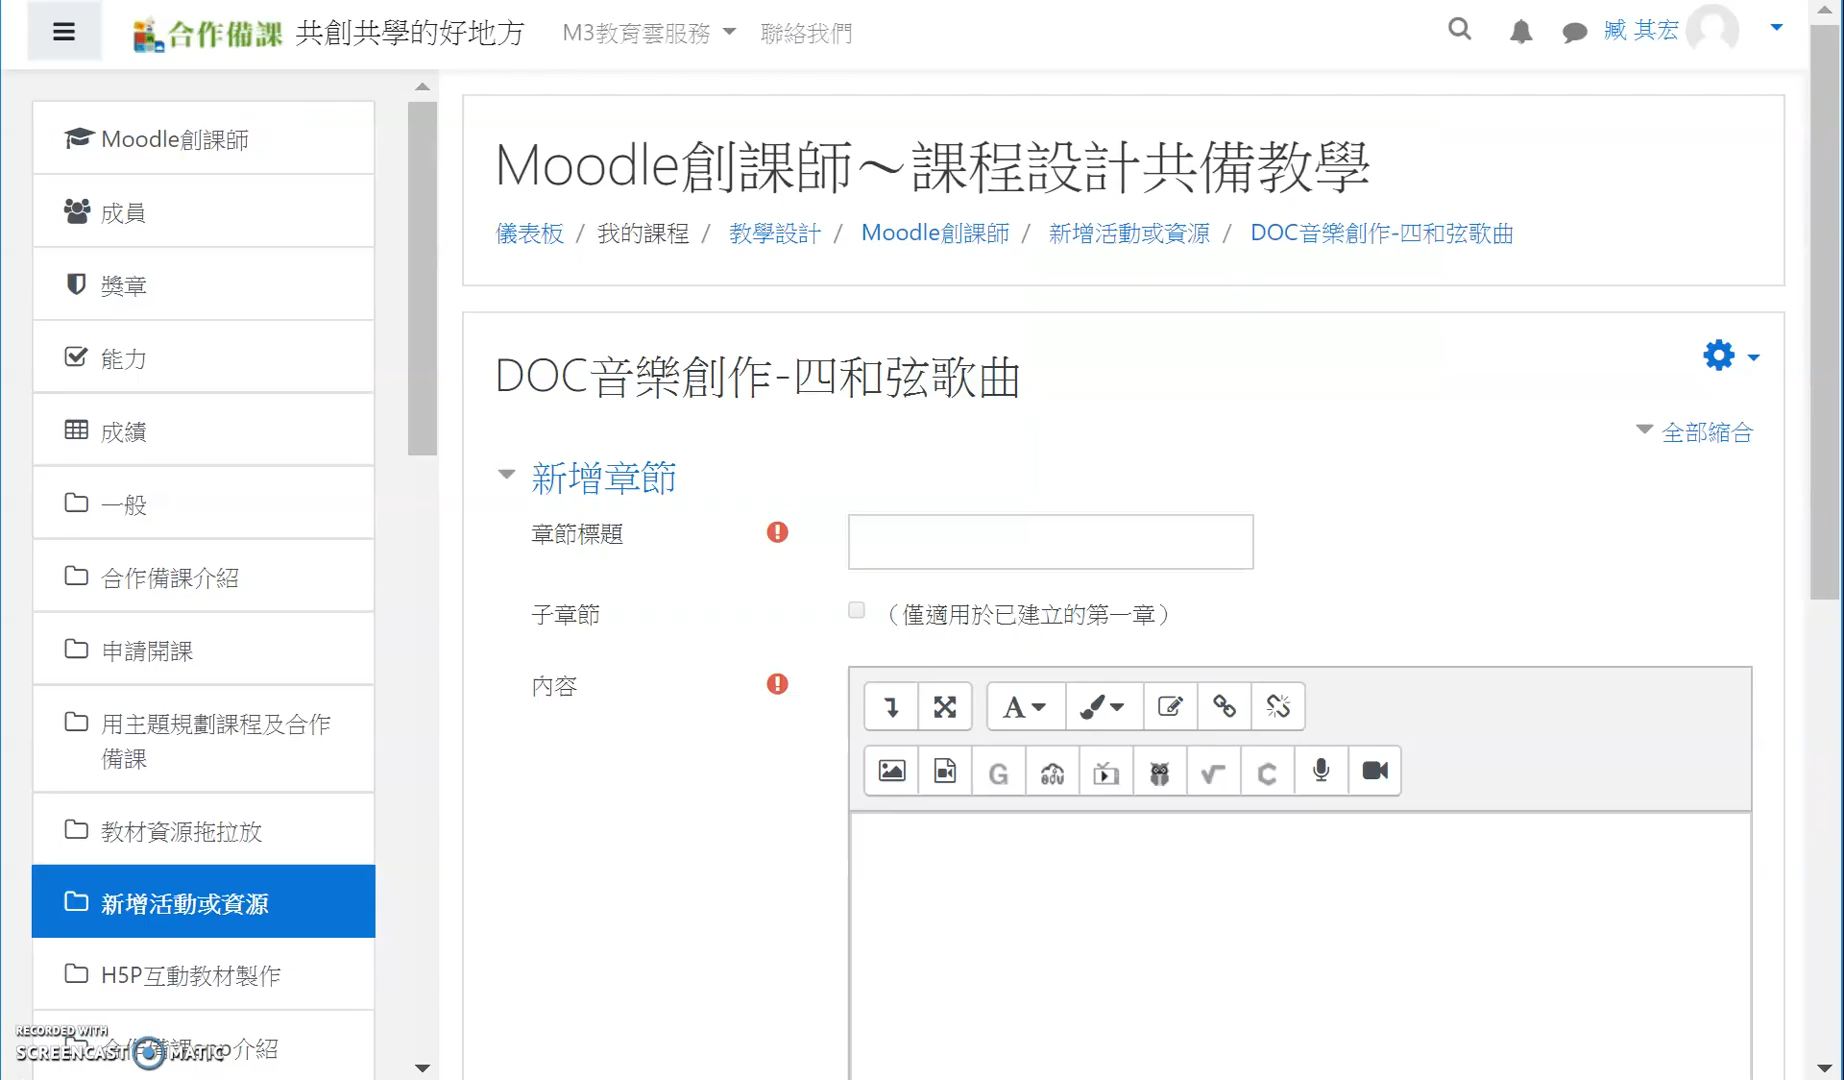 合作備課 共創共學的好地方 M3教育雲服務 聯絡我們 臧 其宏
Moodle創課師
成員
獎章
能力
成績
一般
合作備課介紹
申請開課
用主題規劃課程及合作
備課
教材資源拖拉放
新增活動或資源
H5P互動教材製作
合作備課app介紹
RECORDED WITH
SCREENCAST MATIC
Moodle創課師～課程設計共備教學
儀表板 / 我的課程 / 教學設計 / Moodle創課師 / 新增活動或資源 / DOC音樂創作-四和弦歌曲
DOC音樂創作-四和弦歌曲
全部縮合
新增章節
章節標題
子章節 （僅適用於已建立的第一章）
內容